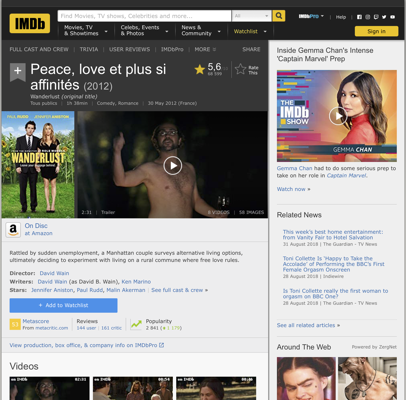 IMDb
Find Movies, TV shows, Celebrities and more...
All
IMDbPro
Help
Movies, TV
& Showtimes
Celebs, Events
& Photos
News &
Community
Watchlist
Sign in
FULL CAST AND CREW | TRIVIA | USER REVIEWS | IMDbPro | MORE
SHARE
Peace, love et plus si
affinités (2012)
Wanderlust (original title)
Tous publics | 1h 38min | Comedy, Romance | 30 May 2012 (France)
5,6
Rate
This
PAUL RUDD JENNIFER ANISTON
WANDERLUST
2:31 | Trailer
VIDEOS | 38 IMAGES
On Disc
at Amazon
Rattled by sudden unemployment, a Manhattan couple surveys alternative living options,
ultimately deciding to experiment with living on a rural commune where free love rules.
Director: David Wain
Writers: David Wain (as David B. Wain), Ken Marino
Stars: Jennifer Aniston, Paul Rudd, Malin Akerman | See full cast & crew »
+ Add to Watchlist
Metascore
From metacritic.com
Reviews
144 user | 161 critic
Popularity
View production, box office, & company info on IMDbPro
Videos
Inside Gemma Chan's Intense
'Captain Marvel' Prep
THE
IMDb
SHOW
GEMMA CHAN
Gemma Chan had to do some serious prep to
take on her role in Captain Marvel.
Watch now »
Related News
This week's best home entertainment:
from Vanity Fair to Hotel Salvation
31 August 2018 | The Guardian - TV News
Toni Collette Is 'Happy to Take the
Accolade' of Performing the BBC's First
Female Orgasm Onscreen
28 August 2018 | Indiewire
Is Toni Collette really the first woman to
orgasm on BBC One?
28 August 2018 | The Guardian - TV News
See all related articles »
Around The Web
Powered by ZergNet